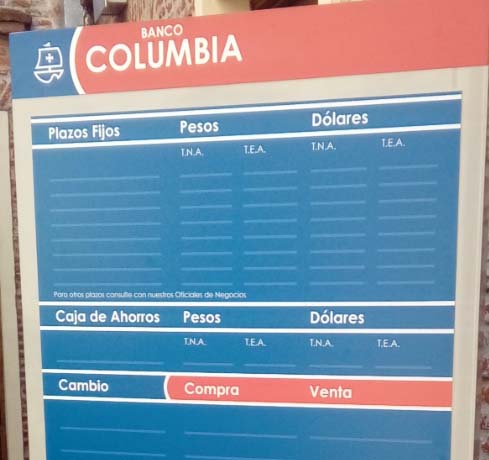 BANCO
COLUMBIA
Plazos Fijos Pesos Dólares
T.N.A. T.E.A. T.N.A. T.E.A.
Para otros plazos consulte con nuestros Oficiales de Negocios
Caja de Ahorros Pesos Dólares
T.N.A. T.E.A. T.N.A. T.E.A.
Cambio Compra Venta